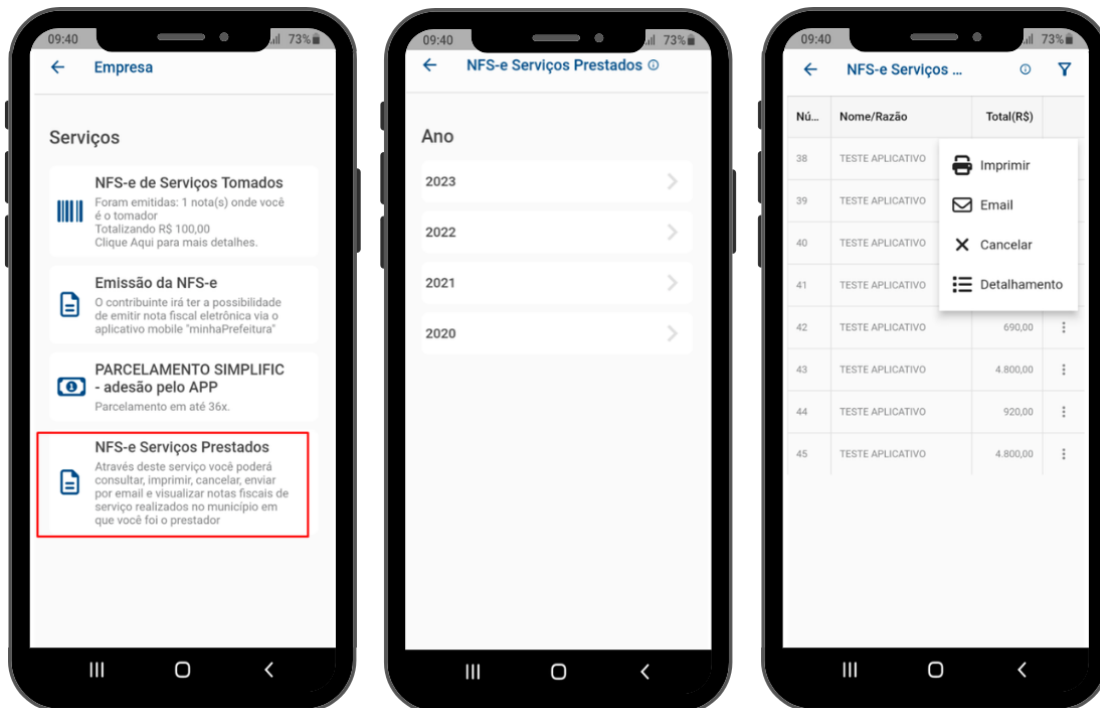 09:40 73%
Empresa
Serviços
NFS-e de Serviços Tomados
Foram emitidas: 1 nota(s) onde você
é o tomador
Totalizando R$ 100,00
Clique Aqui para mais detalhes.
Emissão da NFS-e
O contribuinte irá ter a possibilidade
de emitir nota fiscal eletrônica via o
aplicativo mobile "minhaPrefeitura"
PARCELAMENTO SIMPLIFIC
- adesão pelo APP
Parcelamento em até 36x.
NFS-e Serviços Prestados
Através deste serviço você poderá
consultar, imprimir, cancelar, enviar
por email e visualizar notas fiscais de
serviço realizados no município em
que você foi o prestador
09:40 73%
NFS-e Serviços Prestados
Ano
2023
2022
2021
2020
09:40 73%
NFS-e Serviços ...
Nú... Nome/Razão Total(R$)
38 TESTE APLICATIVO
39 TESTE APLICATIVO
40 TESTE APLICATIVO
41 TESTE APLICATIVO
Imprimir
Email
Cancelar
Detalhamento
42 TESTE APLICATIVO 690,00
43 TESTE APLICATIVO 4.800,00
44 TESTE APLICATIVO 920,00
45 TESTE APLICATIVO 4.800,00